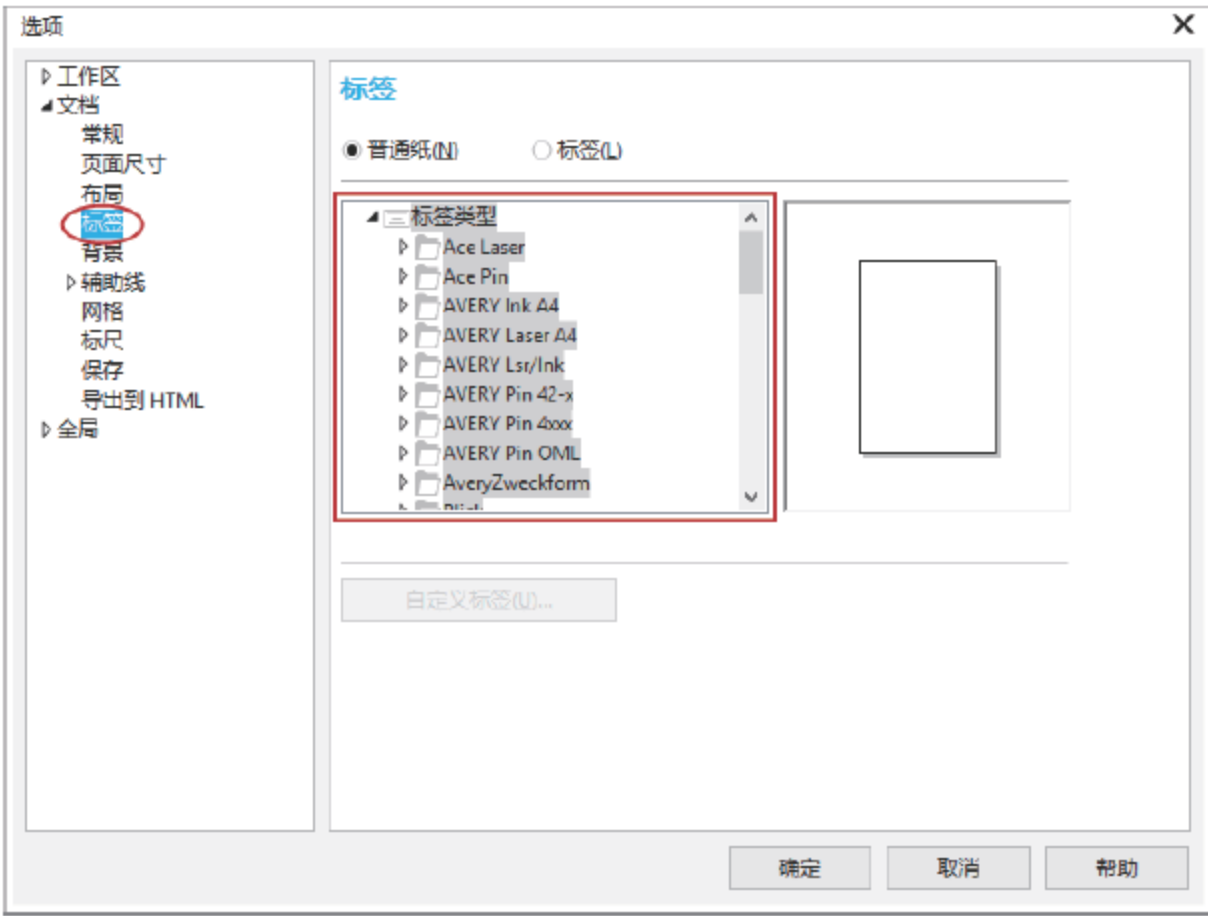 选项
工作区
文档
常规
页面尺寸
布局
标签
背景
辅助线
网格
标尺
保存
导出到 HTML
全局
标签
普通纸(N)
标签(L)
标签类型
Ace Laser
Ace Pin
AVERY Ink A4
AVERY Laser A4
AVERY Lsr/Ink
AVERY Pin 42-x
AVERY Pin 4xxx
AVERY Pin OML
AveryZweckform
自定义标签(U)...
确定
取消
帮助